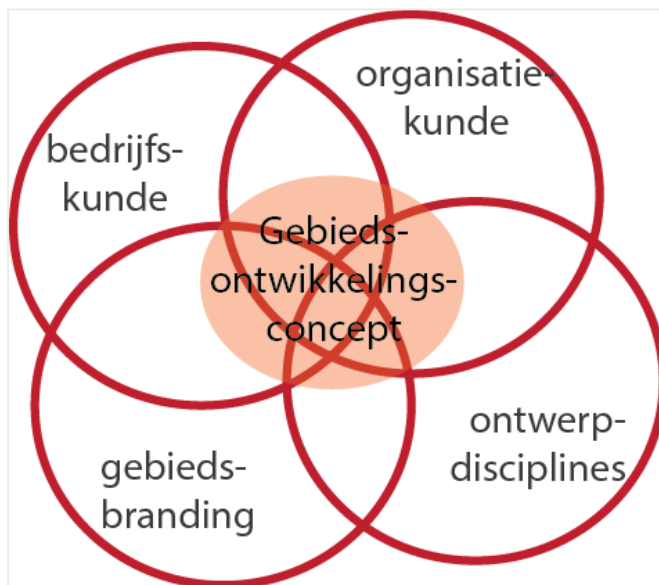 organisatie-
kunde
bedrijfs-
kunde
Gebieds-
ontwikkelings-
concept
ontwerp-
disciplines
gebieds-
branding